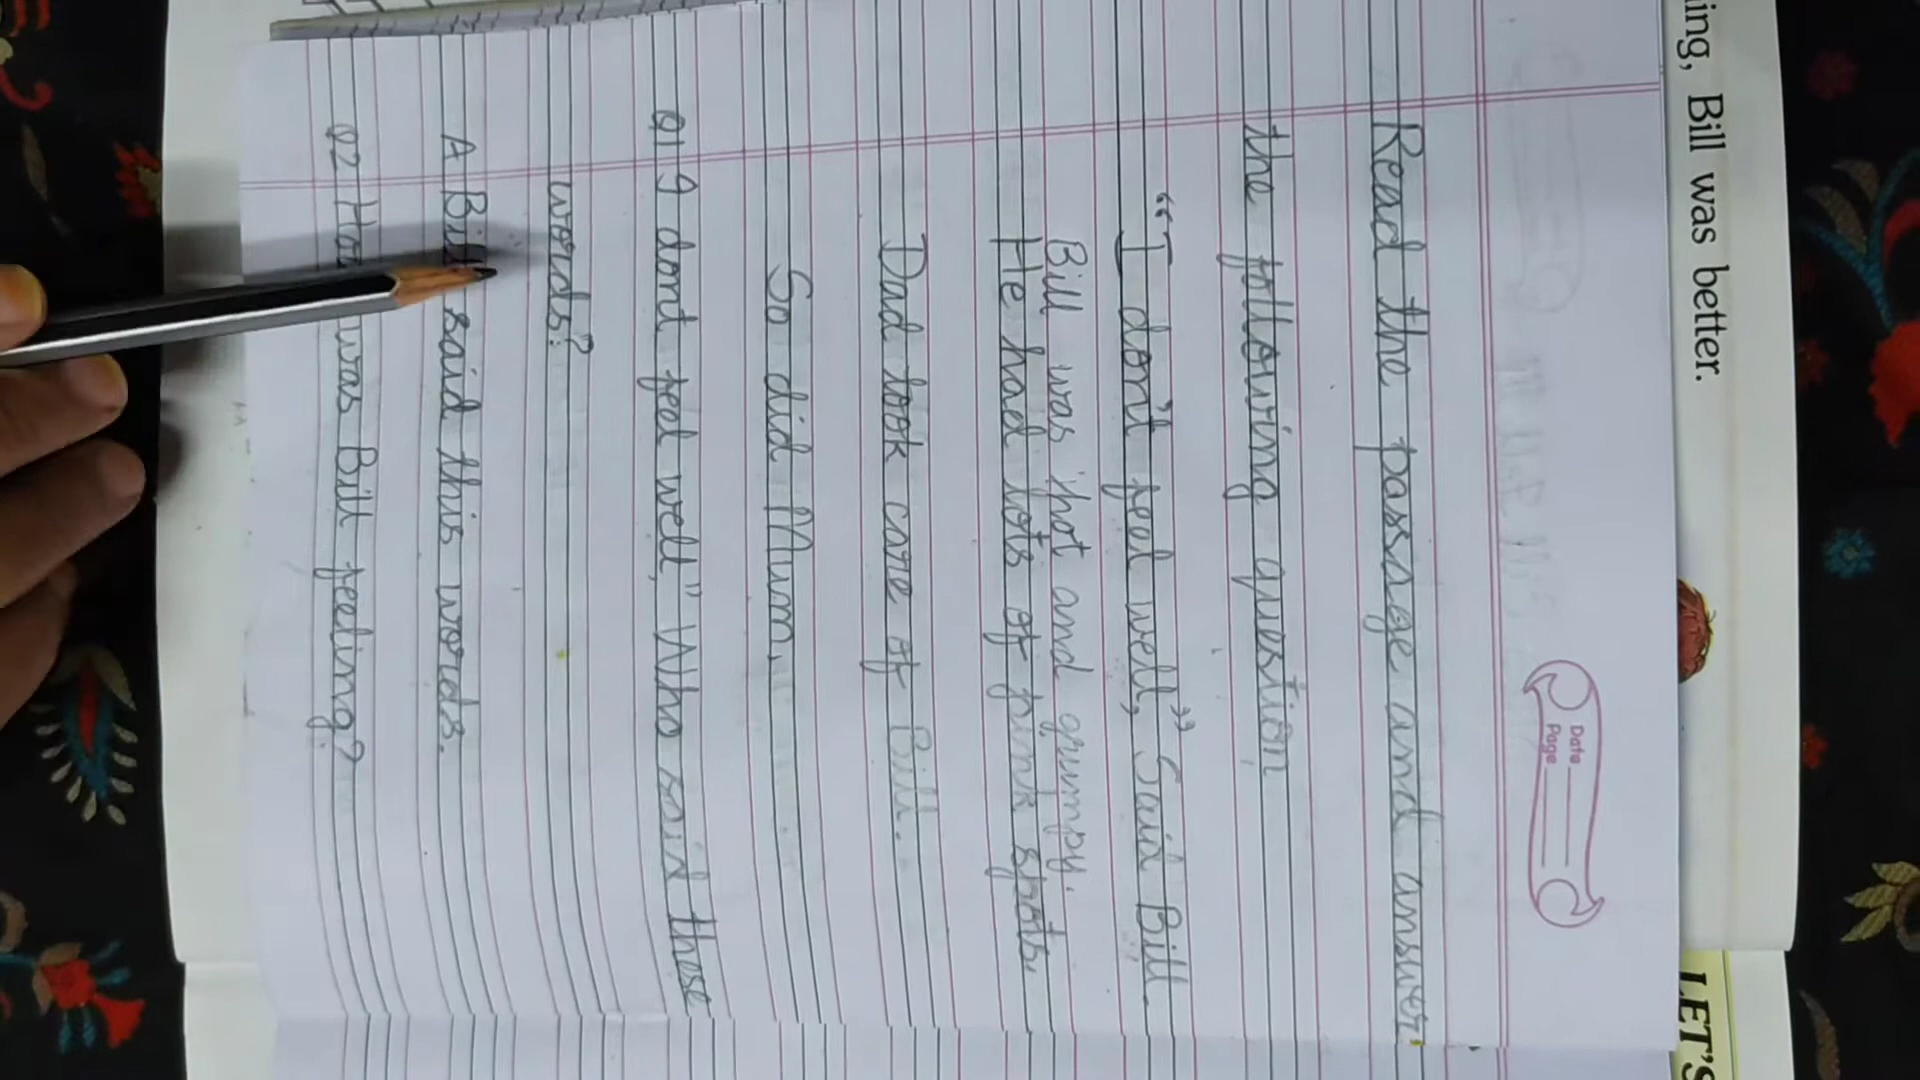 ning, Bill was better.
Date
Page
Read the passage and answer
the following question
“I don't feel well,” Said Bill.
Bill was hot and grumpy.
He had lots of pink spots.
Dad took care of Bill.
So did Mum.
Q1 I dont feel well" Who said these
words?
A Bill said this words.
Q2 How was Bill feeling?
LET'S